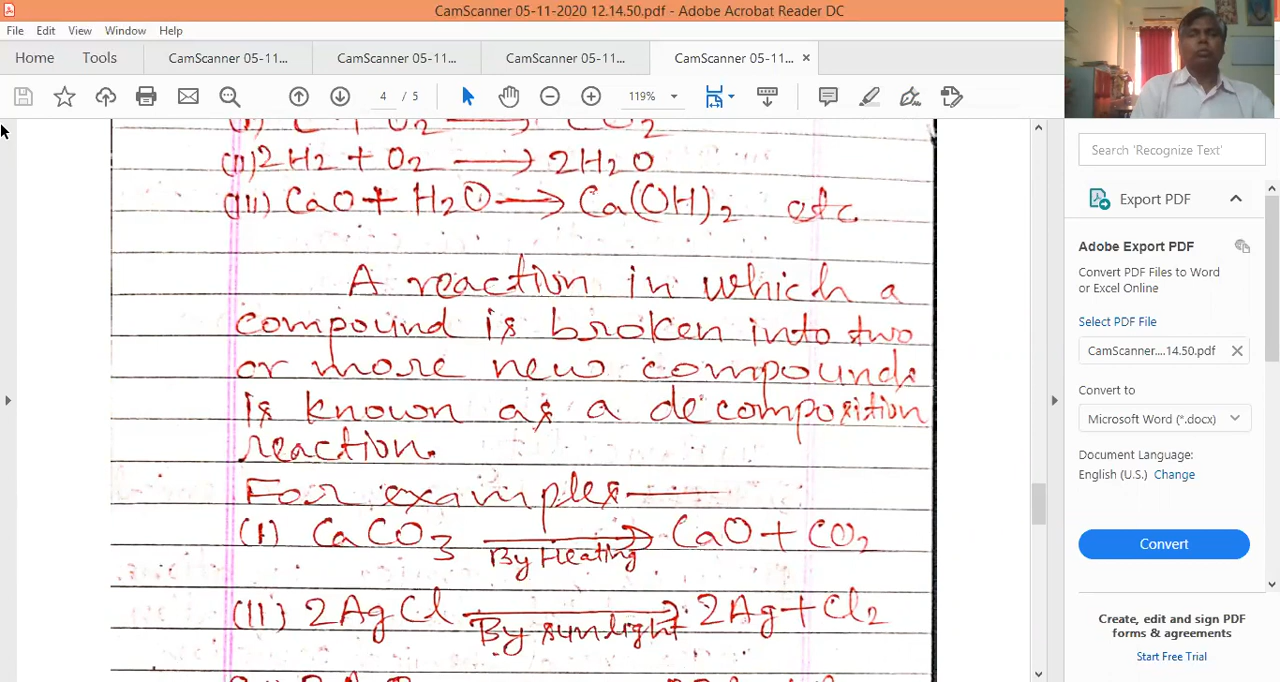 CamScanner 05-11-2020 12.14.50.pdf - Adobe Acrobat Reader DC
File Edit View Window Help
Home Tools CamScanner 05-11... CamScanner 05-11... CamScanner 05-11... CamScanner 05-11... ×
4 / 5 119%
(II) 2H2 + O2 → 2H2O
(III) CaO + H2O → Ca(OH)2 etc
A reaction in which a
compound is broken into two
or more new compounds
is known as a decomposition
reaction.
For examples—
(I) CaCO3 → CaO + CO2
By Heating
(II) 2AgCl → 2Ag + Cl2
By sunlight
Search 'Recognize Text'
Export PDF
Adobe Export PDF
Convert PDF Files to Word
or Excel Online
Select PDF File
CamScanner....14.50.pdf
Convert to
Microsoft Word (*.docx)
Document Language:
English (U.S.) Change
Convert
Create, edit and sign PDF
forms & agreements
Start Free Trial